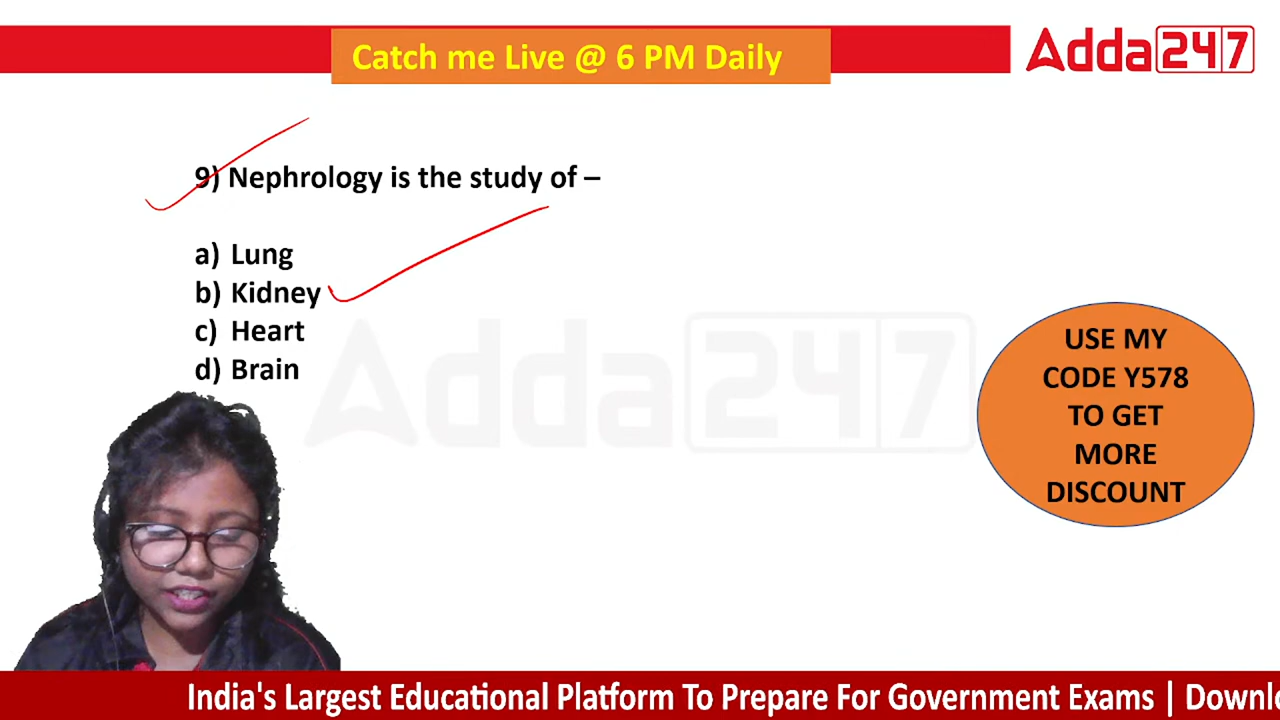 Catch me Live @ 6 PM Daily
Adda247
9) Nephrology is the study of –
a) Lung
b) Kidney
c) Heart
d) Brain
Adda247
USE MY
CODE Y578
TO GET
MORE
DISCOUNT
India's Largest Educational Platform To Prepare For Government Exams | Downl